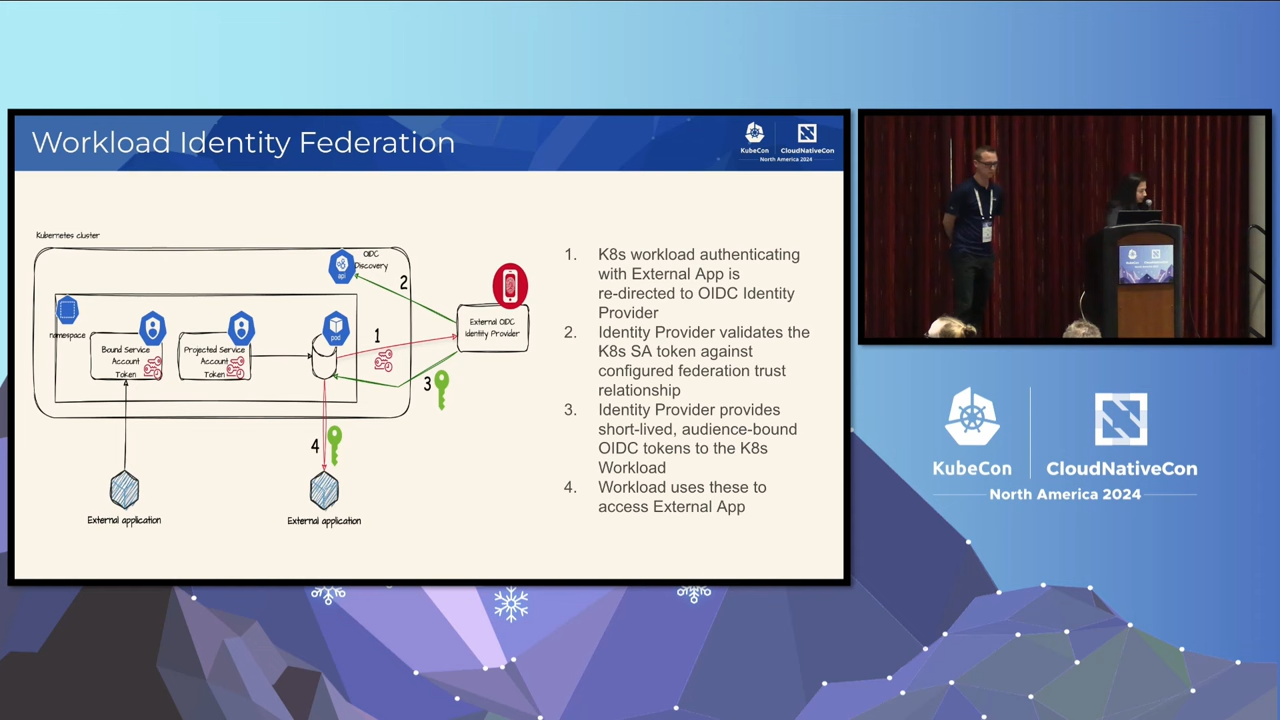 Workload Identity Federation
KubeCon
CloudNativeCon
North America 2024
Kubernetes cluster
OIDC
Discovery
api
2
External OIDC
Identity Provider
namespace
pod
1
Bound Service
Account
Token
Projected Service
Account
Token
3
4
External application
External application
1. K8s workload authenticating
with External App is
re-directed to OIDC Identity
Provider
2. Identity Provider validates the
K8s SA token against
configured federation trust
relationship
3. Identity Provider provides
short-lived, audience-bound
OIDC tokens to the K8s
Workload
4. Workload uses these to
access External App
KubeCon
CloudNativeCon
North America 2024